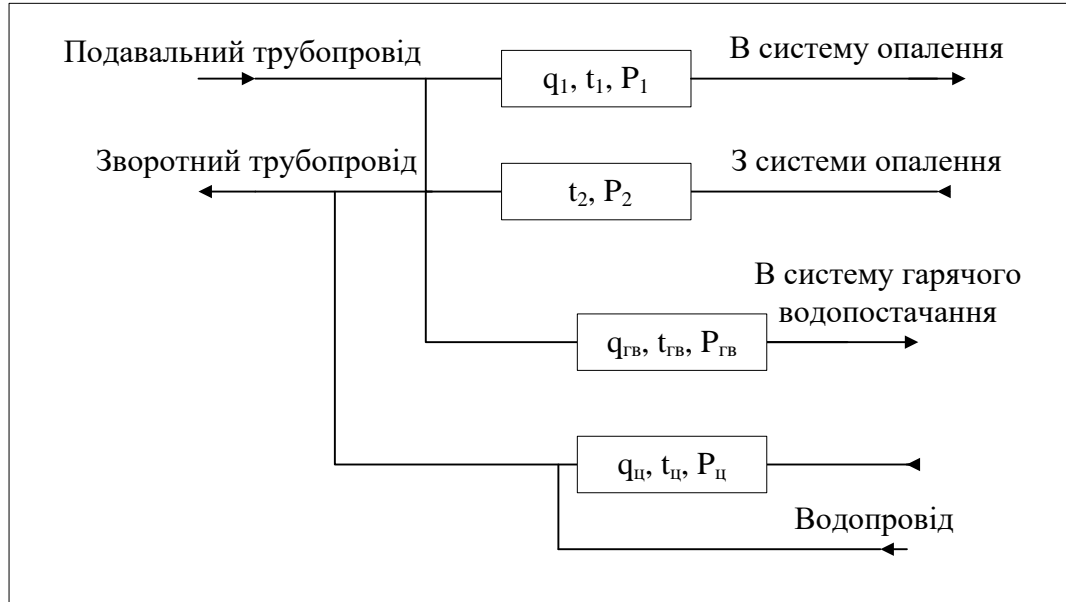 Подавальний трубопровід
В систему опалення
q₁, t₁, P₁
Зворотний трубопровід
З системи опалення
t₂, P₂
В систему гарячого
водопостачання
qгв, tгв, Pгв
qц, tц, Pц
Водопровід